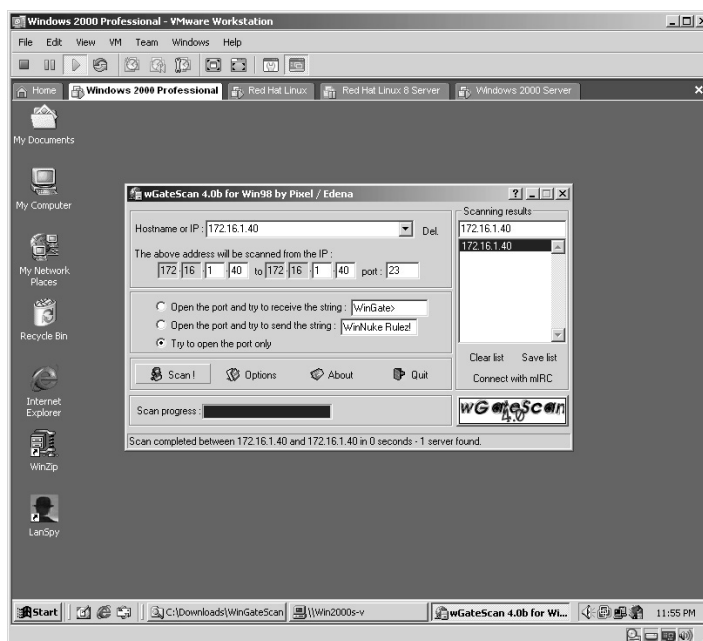 Windows 2000 Professional - VMware Workstation
File Edit View VM Team Windows Help
Home Windows 2000 Professional Red Hat Linux Red Hat Linux 8 Server Windows 2000 Server
My Documents
My Computer
My Network
Places
Recycle Bin
Internet
Explorer
WinZip
LanSpy
wGateScan 4.0b for Win98 by Pixel / Edena
Hostname or IP : 172.16.1.40 Del.
The above address will be scanned from the IP :
172 16 1 40 to 172 16 1 40 port : 23
Open the port and try to receive the string : WinGate>
Open the port and try to send the string : WinNuke Rulez!
Try to open the port only
Scan ! Options About Quit
Scan progress :
Scanning results
172.16.1.40
172.16.1.40
Clear list Save list
Connect with mIRC
wGateScan
4.0
Scan completed between 172.16.1.40 and 172.16.1.40 in 0 seconds - 1 server found.
Start C:\Downloads\WinGateScan \\Win2000s-v wGateScan 4.0b for Wi... 11:55 PM